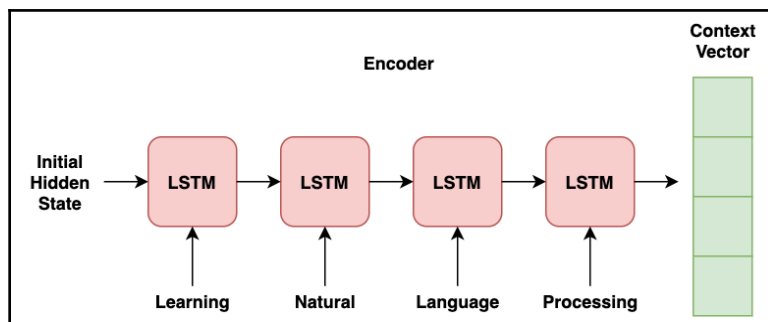 Context
Vector
Encoder
Initial
Hidden
State
LSTM
LSTM
LSTM
LSTM
Learning
Natural
Language
Processing